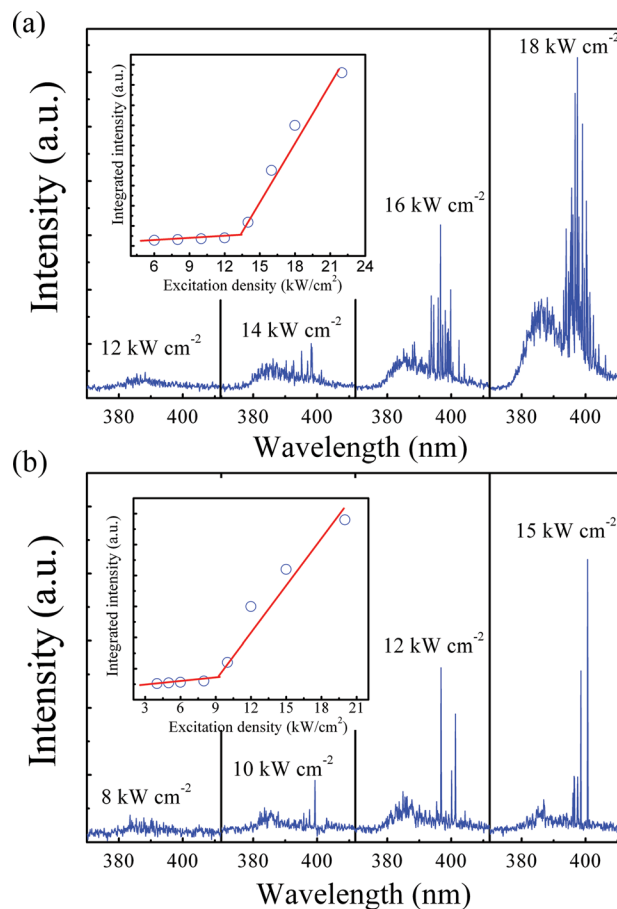 (a)
Intensity (a.u.)
Integrated intensity (a.u.)
6 9 12 15 18 21 24
Excitation density (kW/cm²)
12 kW cm⁻²
14 kW cm⁻²
16 kW cm⁻²
18 kW cm⁻²
380 400 380 400 380 400 380 400
Wavelength (nm)
(b)
Intensity (a.u.)
Integrated intensity (a.u.)
3 6 9 12 15 18 21
Excitation density (kW/cm²)
8 kW cm⁻²
10 kW cm⁻²
12 kW cm⁻²
15 kW cm⁻²
380 400 380 400 380 400 380 400
Wavelength (nm)